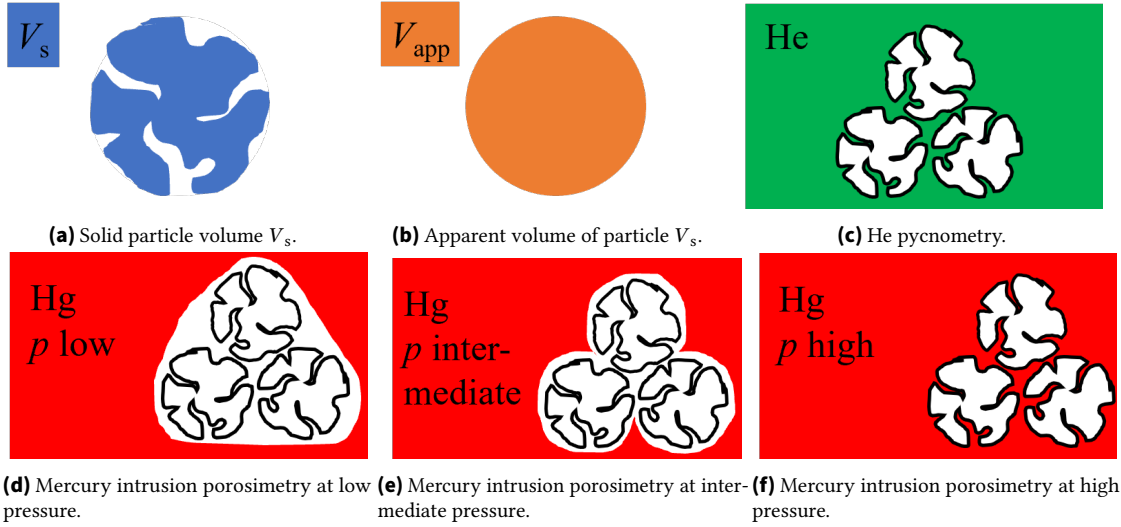 Vs
Vapp
He
(a) Solid particle volume Vs.
(b) Apparent volume of particle Vs.
(c) He pycnometry.
Hg
p low
Hg
p inter-
mediate
Hg
p high
(d) Mercury intrusion porosimetry at low
pressure.
(e) Mercury intrusion porosimetry at inter-
mediate pressure.
(f) Mercury intrusion porosimetry at high
pressure.